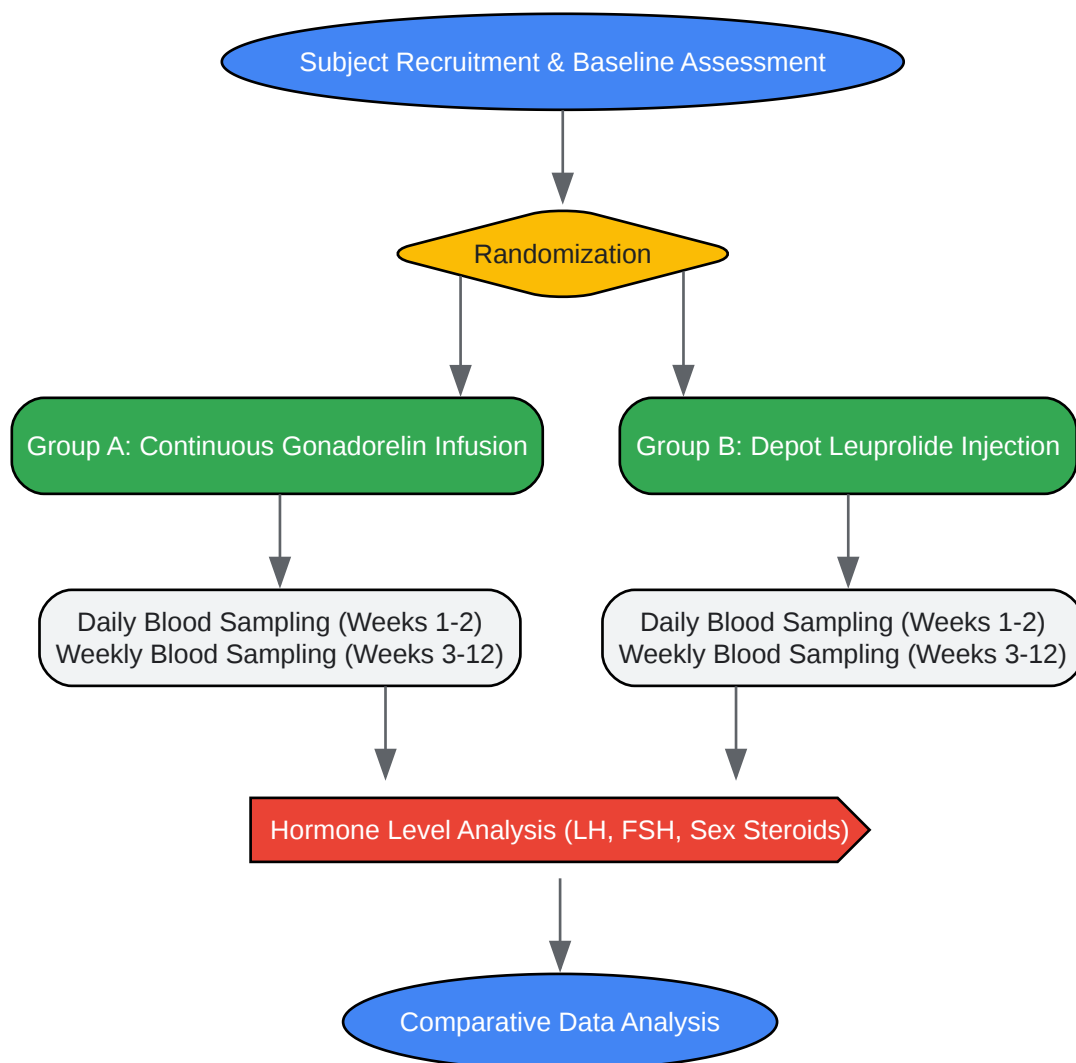 Subject Recruitment & Baseline Assessment
Randomization
Group A: Continuous Gonadorelin Infusion
Group B: Depot Leuprolide Injection
Daily Blood Sampling (Weeks 1-2)
Weekly Blood Sampling (Weeks 3-12)
Daily Blood Sampling (Weeks 1-2)
Weekly Blood Sampling (Weeks 3-12)
Hormone Level Analysis (LH, FSH, Sex Steroids)
Comparative Data Analysis